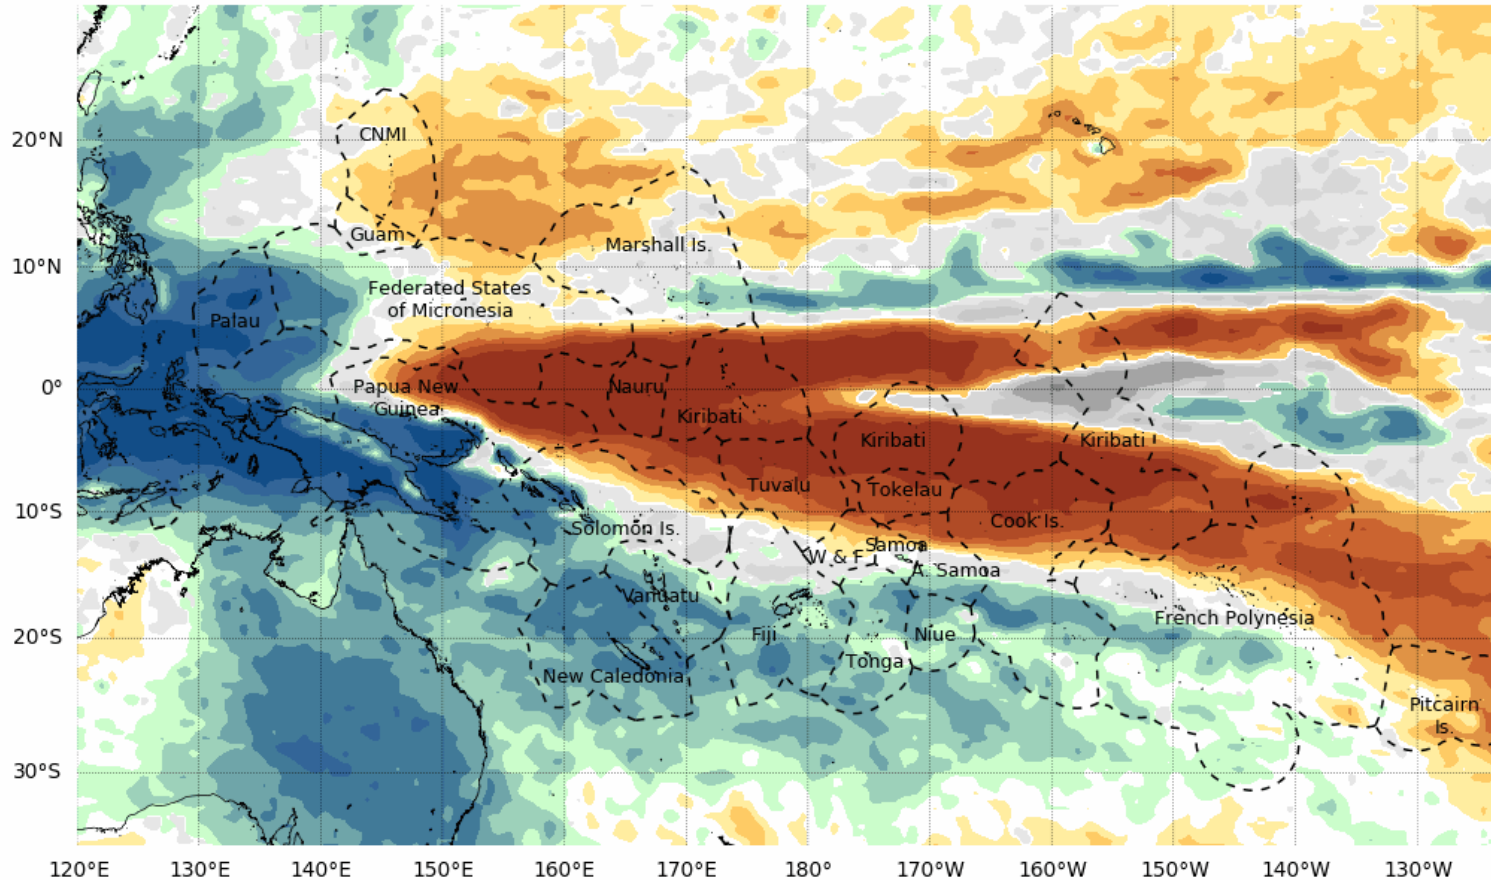 20°N
10°N
0°
10°S
20°S
30°S
CNMI
Guam
Marshall Is.
Federated States
of Micronesia
Palau
Papua New
Guinea
Nauru
Kiribati
Kiribati
Kiribati
Tuvalu
Tokelau
Cook Is.
Solomon Is.
Samoa
W & F
A. Samoa
Vanuatu
French Polynesia
Fiji
Niue
Tonga
New Caledonia
Pitcairn
Is.
120°E
130°E
140°E
150°E
160°E
170°E
180°
170°W
160°W
150°W
140°W
130°W